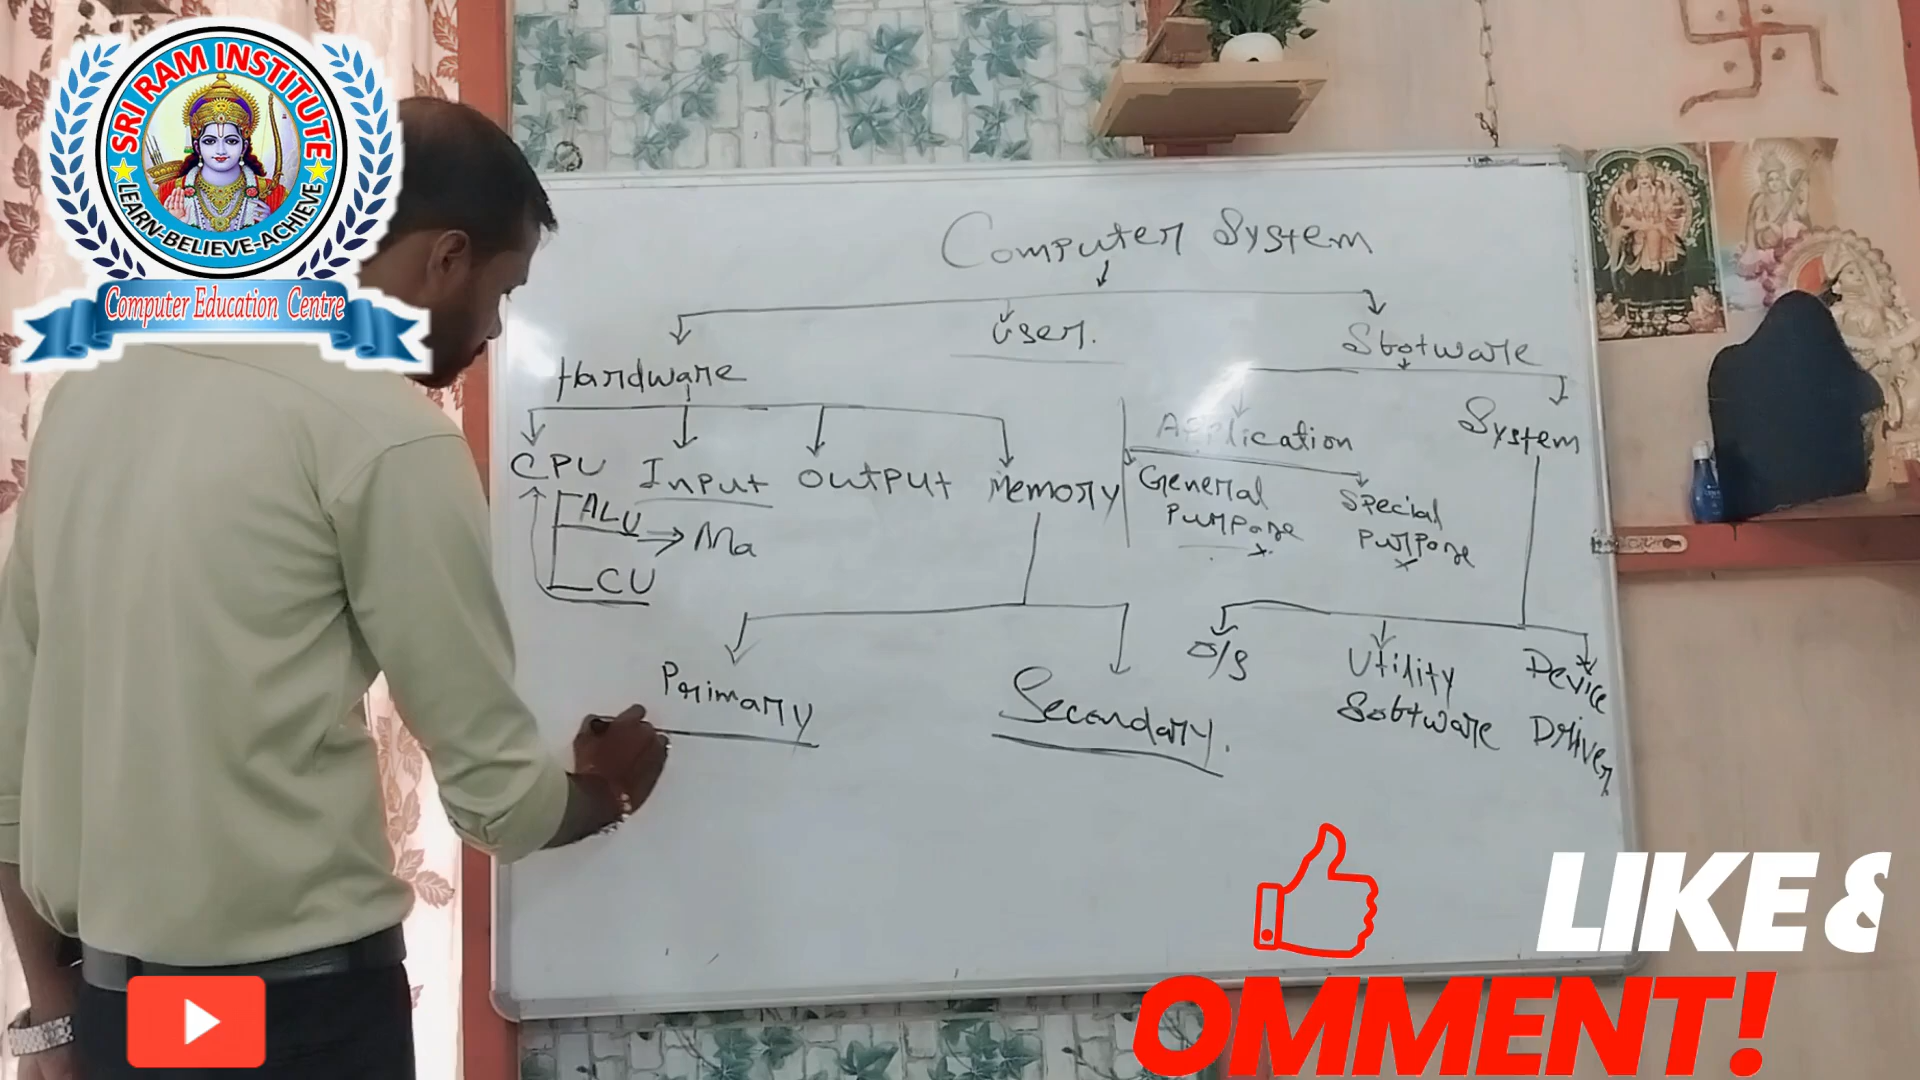 SRI RAM INSTITUTE
LEARN-BELIEVE-ACHIEVE
Computer Education Centre
Computer System
Hardware
User.
Software
CPU
Input
Output
Memory
Application
System
ALU
Ma
CU
General
Purpose
Special
Purpose
Primary
Secondary.
O/S
Utility
Software
Device
Driver
LIKE &
OMMENT!